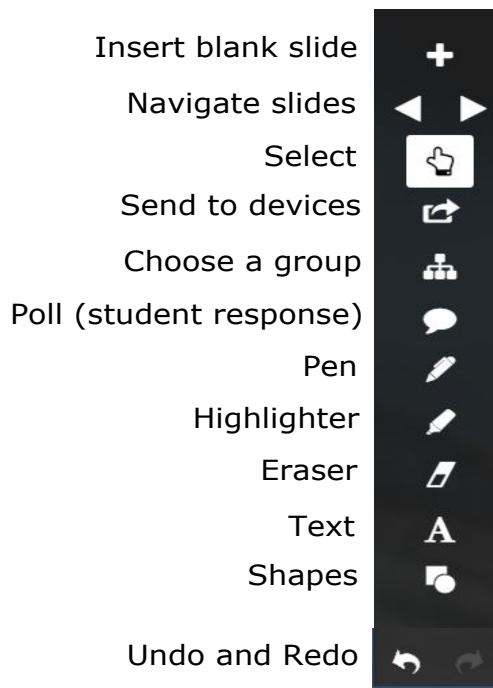 Insert blank slide
Navigate slides
Select
Send to devices
Choose a group
Poll (student response)
Pen
Highlighter
Eraser
Text A
Shapes
Undo and Redo